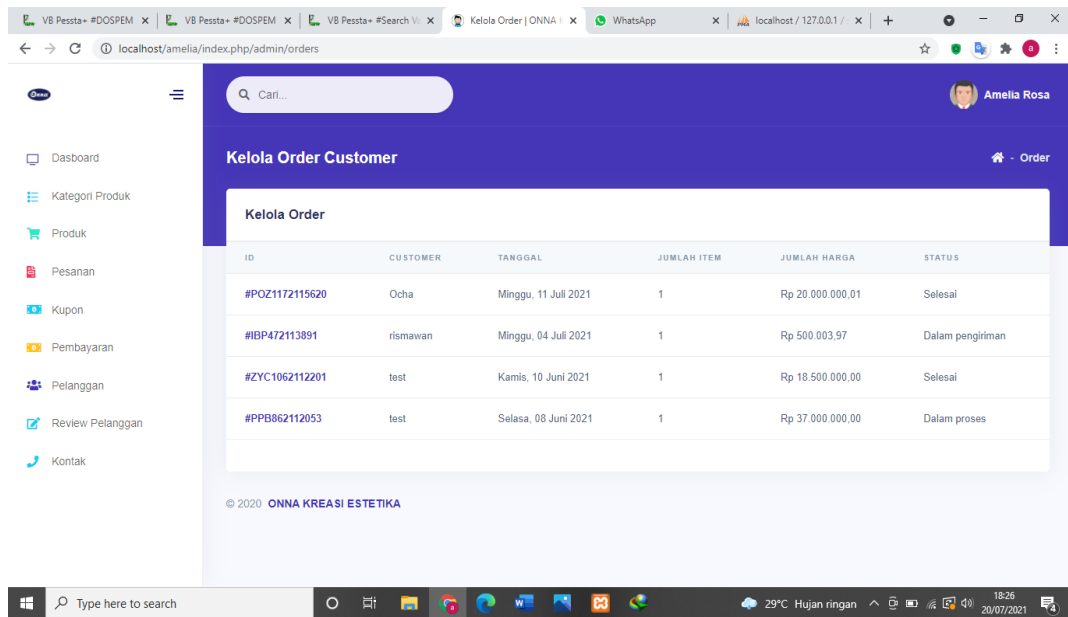 VB Pessta+ #DOSPEM
VB Pessta+ #DOSPEM
VB Pessta+ #Search V
Kelola Order | ONNA
WhatsApp
localhost / 127.0.0.1 /
localhost/amelia/index.php/admin/orders
a
Onna
Cari...
Amelia Rosa
Dasboard
Kategori Produk
Produk
Pesanan
Kupon
Pembayaran
Pelanggan
Review Pelanggan
Kontak
Kelola Order Customer
- Order
Kelola Order
ID CUSTOMER TANGGAL JUMLAH ITEM JUMLAH HARGA STATUS
#POZ1172115620 Ocha Minggu, 11 Juli 2021 1 Rp 20.000.000,01 Selesai
#IBP472113891 rismawan Minggu, 04 Juli 2021 1 Rp 500.003,97 Dalam pengiriman
#ZYC1062112201 test Kamis, 10 Juni 2021 1 Rp 18.500.000,00 Selesai
#PPB862112053 test Selasa, 08 Juni 2021 1 Rp 37.000.000,00 Dalam proses
© 2020 ONNA KREASI ESTETIKA
Type here to search
29°C Hujan ringan
18:26
20/07/2021
4